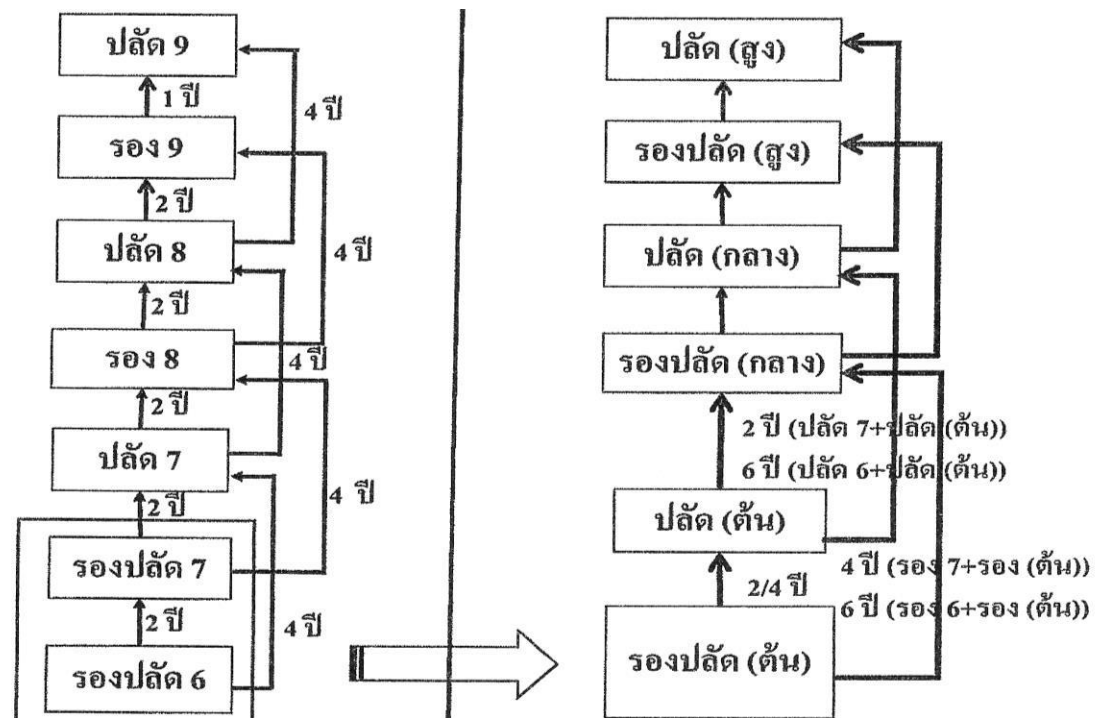 ปลัด 9
1 ปี
4 ปี
รอง 9
2 ปี
ปลัด 8
4 ปี
2 ปี
รอง 8
4 ปี
2 ปี
ปลัด 7
2 ปี
4 ปี
รองปลัด 7
2 ปี
4 ปี
รองปลัด 6
ปลัด (สูง)
รองปลัด (สูง)
ปลัด (กลาง)
รองปลัด (กลาง)
2 ปี (ปลัด 7+ปลัด (ต้น))
6 ปี (ปลัด 6+ปลัด (ต้น))
ปลัด (ต้น)
4 ปี (รอง 7+รอง (ต้น))
2/4 ปี
6 ปี (รอง 6+รอง (ต้น))
รองปลัด (ต้น)